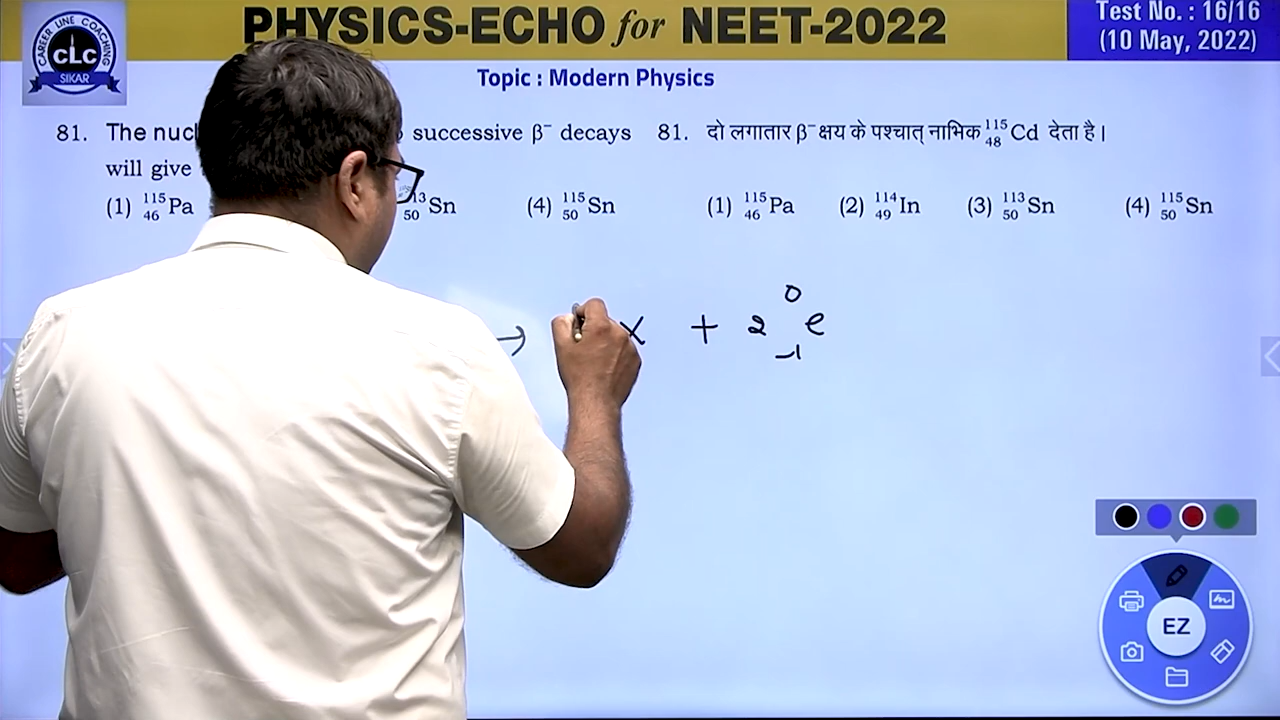 PHYSICS-ECHO for NEET-2022
Test No. : 16/16
(10 May, 2022)
CAREER LINE COACHING
CLC
SIKAR
Topic : Modern Physics
81. The successive β⁻ decays
will give
(1) ¹¹⁵₄₆Pa ₅₀Sn (4) ¹¹⁵₅₀Sn
81. दो लगातार β⁻ क्षय के पश्चात् नाभिक ¹¹⁵₄₈Cd देता है।
(1) ¹¹⁵₄₆Pa (2) ¹¹⁴₄₉In (3) ¹¹³₅₀Sn (4) ¹¹⁵₅₀Sn
→ x + 2 ⁰₋₁e
EZ